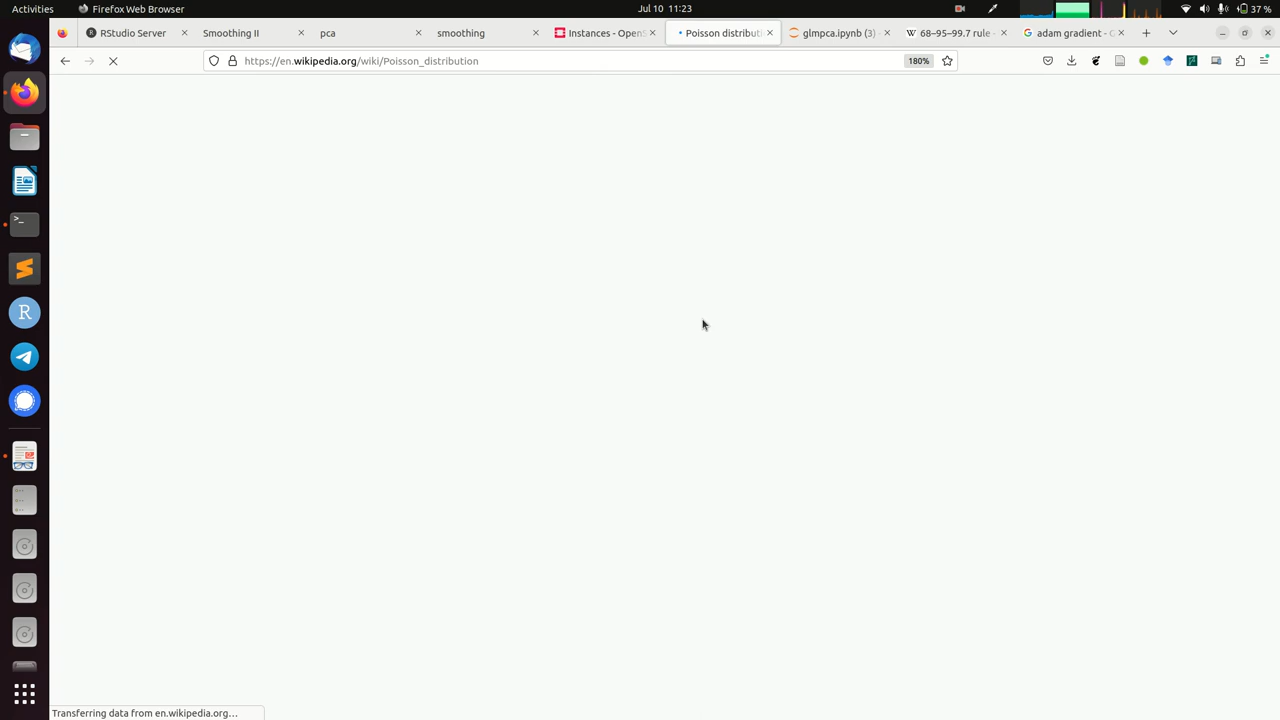 Activities Firefox Web Browser Jul 10 11:23 37 %
RStudio Server Smoothing II pca smoothing Instances - OpenS Poisson distributi glmpca.ipynb (3) 68–95–99.7 rule - adam gradient - G
https://en.wikipedia.org/wiki/Poisson_distribution 180%
>_
R
Transferring data from en.wikipedia.org…